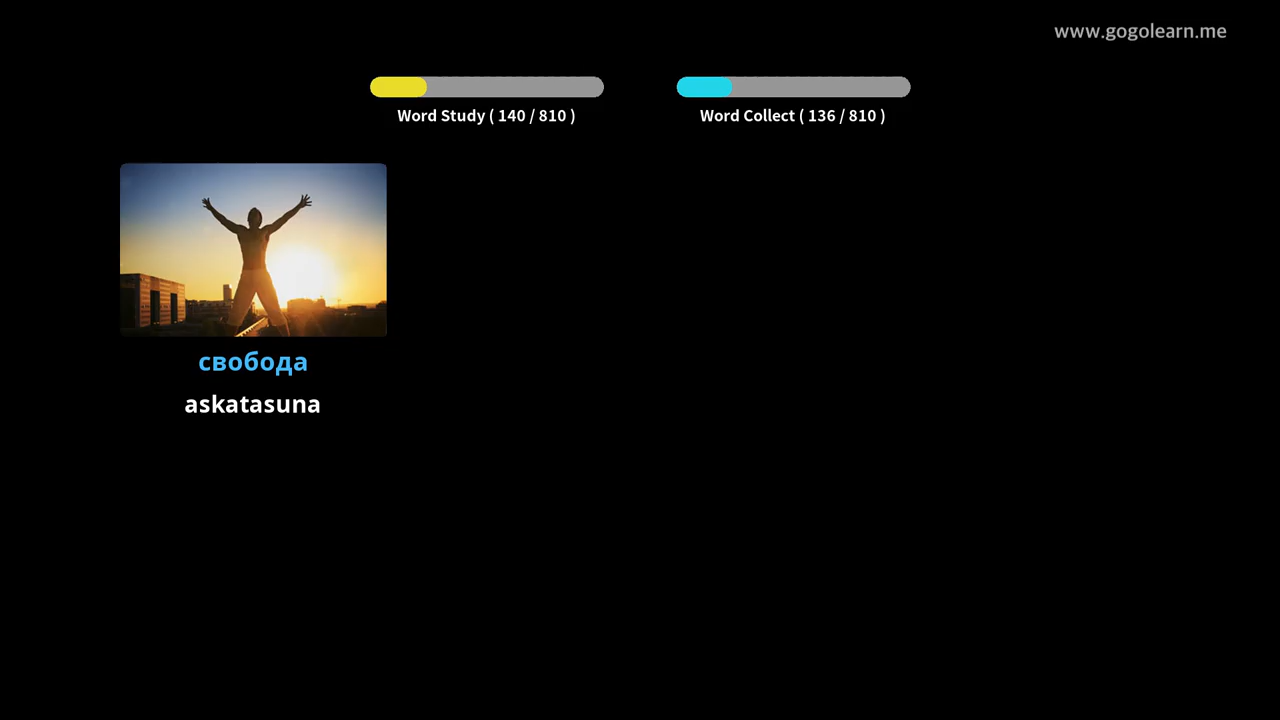 www.gogolearn.me
Word Study ( 140 / 810 )
Word Collect ( 136 / 810 )
свобода
askatasuna